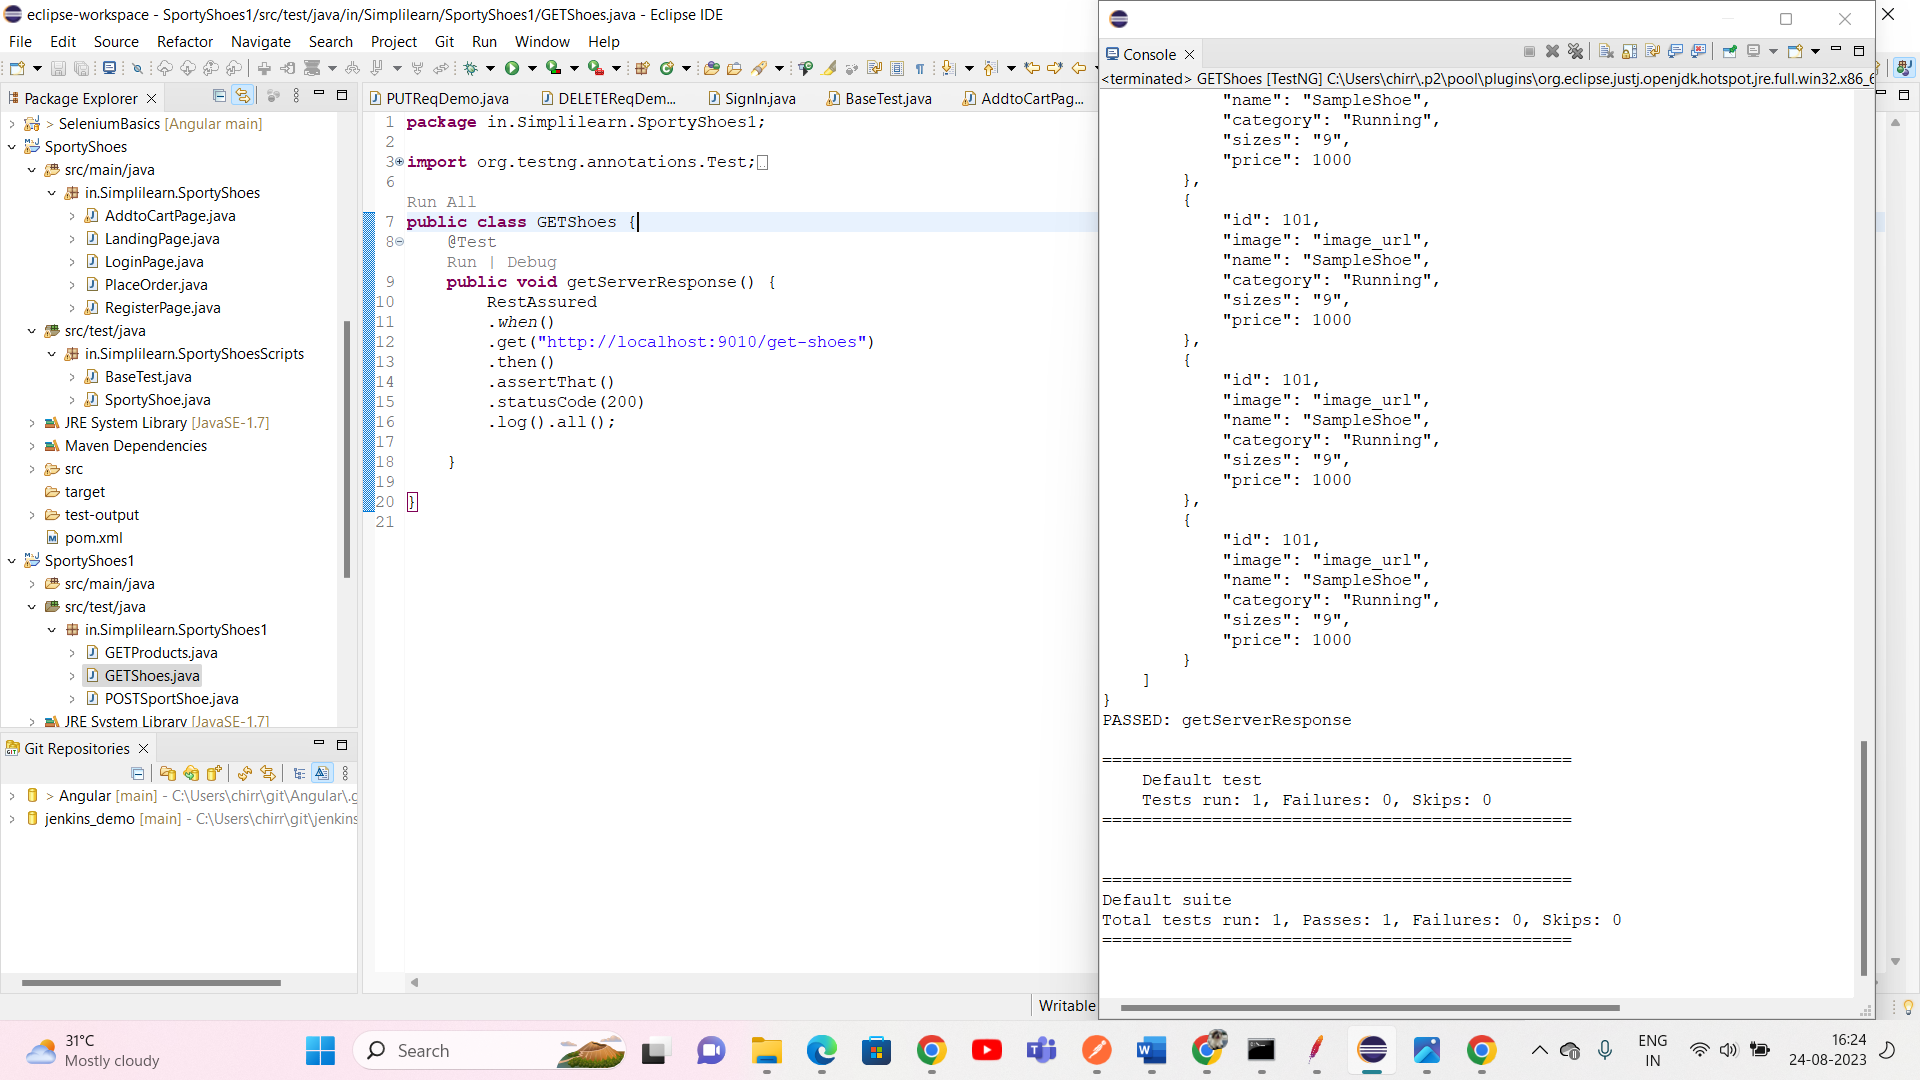 eclipse-workspace - SportyShoes1/src/test/java/in/Simplilearn/SportyShoes1/GETShoes.java - Eclipse IDE
File Edit Source Refactor Navigate Search Project Git Run Window Help
Package Explorer
> SeleniumBasics [Angular main]
SportyShoes
src/main/java
in.Simplilearn.SportyShoes
AddtoCartPage.java
LandingPage.java
LoginPage.java
PlaceOrder.java
RegisterPage.java
src/test/java
in.Simplilearn.SportyShoesScripts
BaseTest.java
SportyShoe.java
JRE System Library [JavaSE-1.7]
Maven Dependencies
src
target
test-output
pom.xml
SportyShoes1
src/main/java
src/test/java
in.Simplilearn.SportyShoes1
GETProducts.java
GETShoes.java
POSTSportShoe.java
JRE System Library [JavaSE-1.7]
Git Repositories
> Angular [main] - C:\Users\chirr\git\Angular\.g
jenkins_demo [main] - C:\Users\chirr\git\jenkins
PUTReqDemo.java DELETEReqDem... SignIn.java BaseTest.java AddtoCartPag...
1 package in.Simplilearn.SportyShoes1;
2
3 import org.testng.annotations.Test;
6
Run All
7 public class GETShoes {
8 @Test
Run | Debug
9 public void getServerResponse() {
10 RestAssured
11 .when()
12 .get("http://localhost:9010/get-shoes")
13 .then()
14 .assertThat()
15 .statusCode(200)
16 .log().all();
17
18 }
19
20 }
21
Writable
Console
<terminated> GETShoes [TestNG] C:\Users\chirr\.p2\pool\plugins\org.eclipse.justj.openjdk.hotspot.jre.full.win32.x86_6
"name": "SampleShoe",
"category": "Running",
"sizes": "9",
"price": 1000
},
{
"id": 101,
"image": "image_url",
"name": "SampleShoe",
"category": "Running",
"sizes": "9",
"price": 1000
},
{
"id": 101,
"image": "image_url",
"name": "SampleShoe",
"category": "Running",
"sizes": "9",
"price": 1000
},
{
"id": 101,
"image": "image_url",
"name": "SampleShoe",
"category": "Running",
"sizes": "9",
"price": 1000
}
]
}
PASSED: getServerResponse
===============================================
Default test
Tests run: 1, Failures: 0, Skips: 0
===============================================
===============================================
Default suite
Total tests run: 1, Passes: 1, Failures: 0, Skips: 0
===============================================
31°C
Mostly cloudy
Search
ENG
IN
16:24
24-08-2023